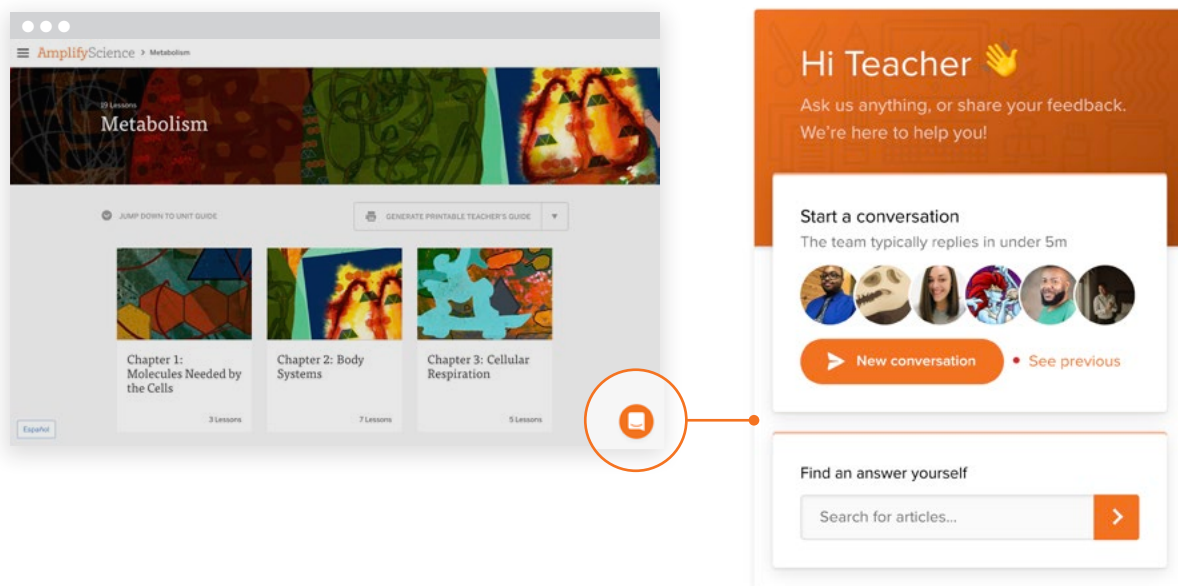 AmplifyScience > Metabolism
19 Lessons
Metabolism
JUMP DOWN TO UNIT GUIDE
GENERATE PRINTABLE TEACHER'S GUIDE
Chapter 1:
Molecules Needed by
the Cells
3 Lessons
Chapter 2: Body
Systems
7 Lessons
Chapter 3: Cellular
Respiration
5 Lessons
Español
Hi Teacher 👋
Ask us anything, or share your feedback.
We're here to help you!
Start a conversation
The team typically replies in under 5m
New conversation
• See previous
Find an answer yourself
Search for articles...